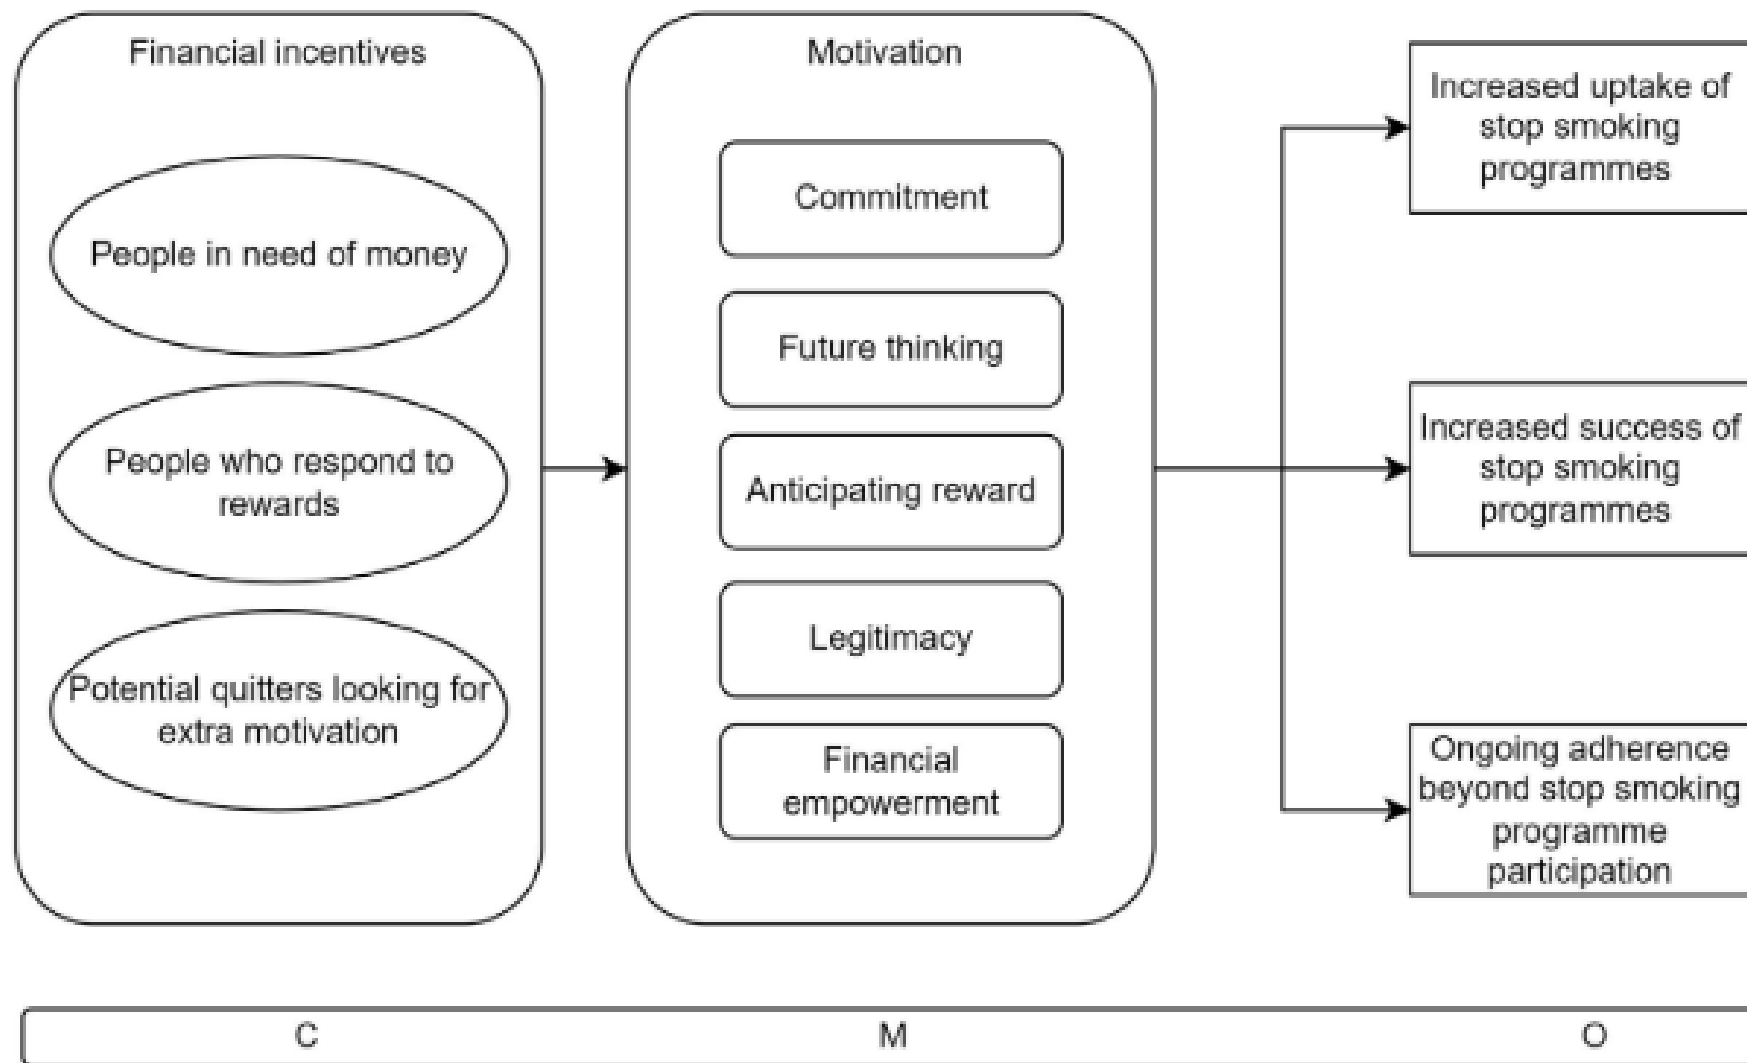 Financial incentives
People in need of money
People who respond to
rewards
Potential quitters looking for
extra motivation
Motivation
Commitment
Future thinking
Anticipating reward
Legitimacy
Financial
empowerment
Increased uptake of
stop smoking
programmes
Increased success of
stop smoking
programmes
Ongoing adherence
beyond stop smoking
programme
participation
C
M
O